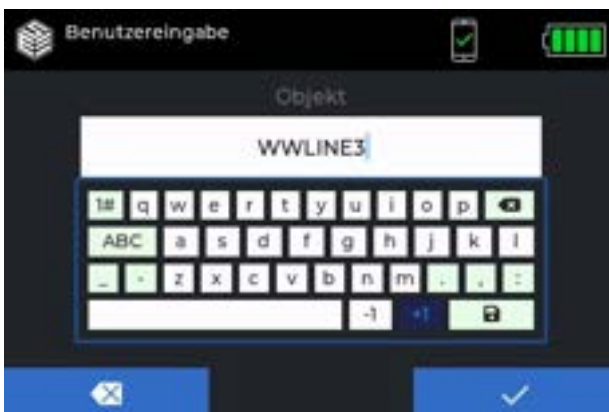 Benutzereingabe
Objekt
WWLINE3
1# q w e r t y u i o p
ABC a s d f g h j k l
_ - z x c v b n m . , :
-1 +1